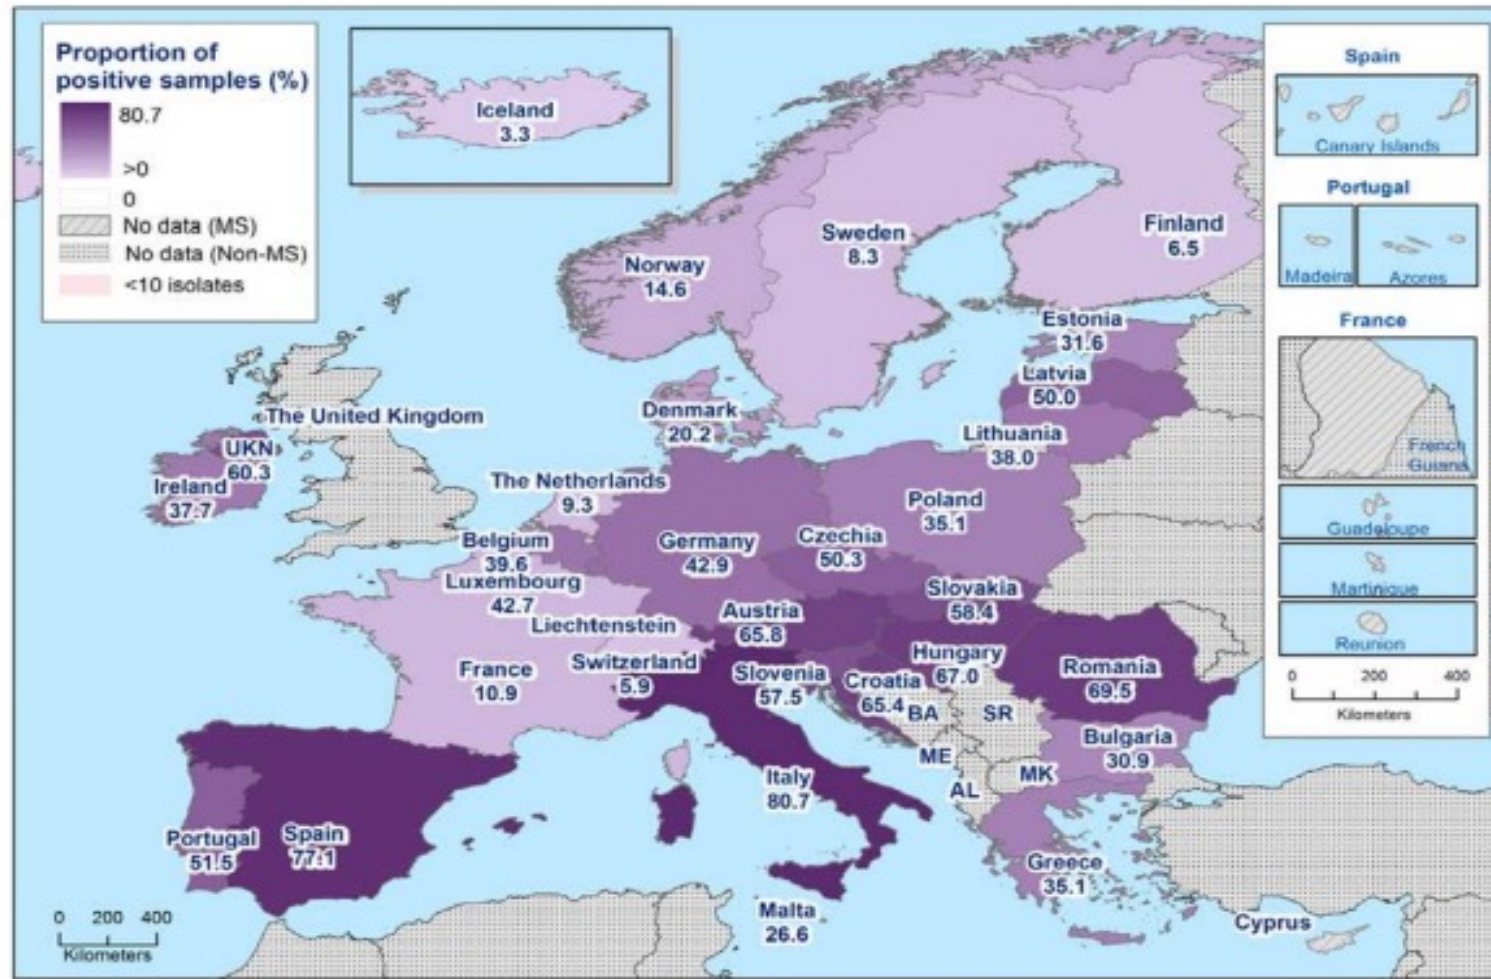 Proportion of
positive samples (%)
80.7
>0
0
No data (MS)
No data (Non-MS)
<10 isolates
Iceland
3.3
Spain
Canary Islands
Portugal
Madeira
Azores
France
French
Guiana
Guadeloupe
Martinique
Reunion
0 200 400
Kilometers
Finland
6.5
Sweden
8.3
Norway
14.6
Estonia
31.6
Latvia
50.0
Denmark
20.2
The United Kingdom
Lithuania
38.0
UKN
60.3
Ireland
37.7
The Netherlands
9.3
Poland
35.1
Belgium
39.6
Germany
42.9
Czechia
50.3
Luxembourg
42.7
Slovakia
58.4
Austria
65.8
Liechtenstein
Hungary
67.0
Switzerland
5.9
France
10.9
Slovenia
57.5
Croatia
65.4
Romania
69.5
BA
SR
Bulgaria
30.9
ME
MK
AL
Italy
80.7
Portugal
51.5
Spain
77.1
Greece
35.1
Malta
26.6
Cyprus
0 200 400
Kilometers